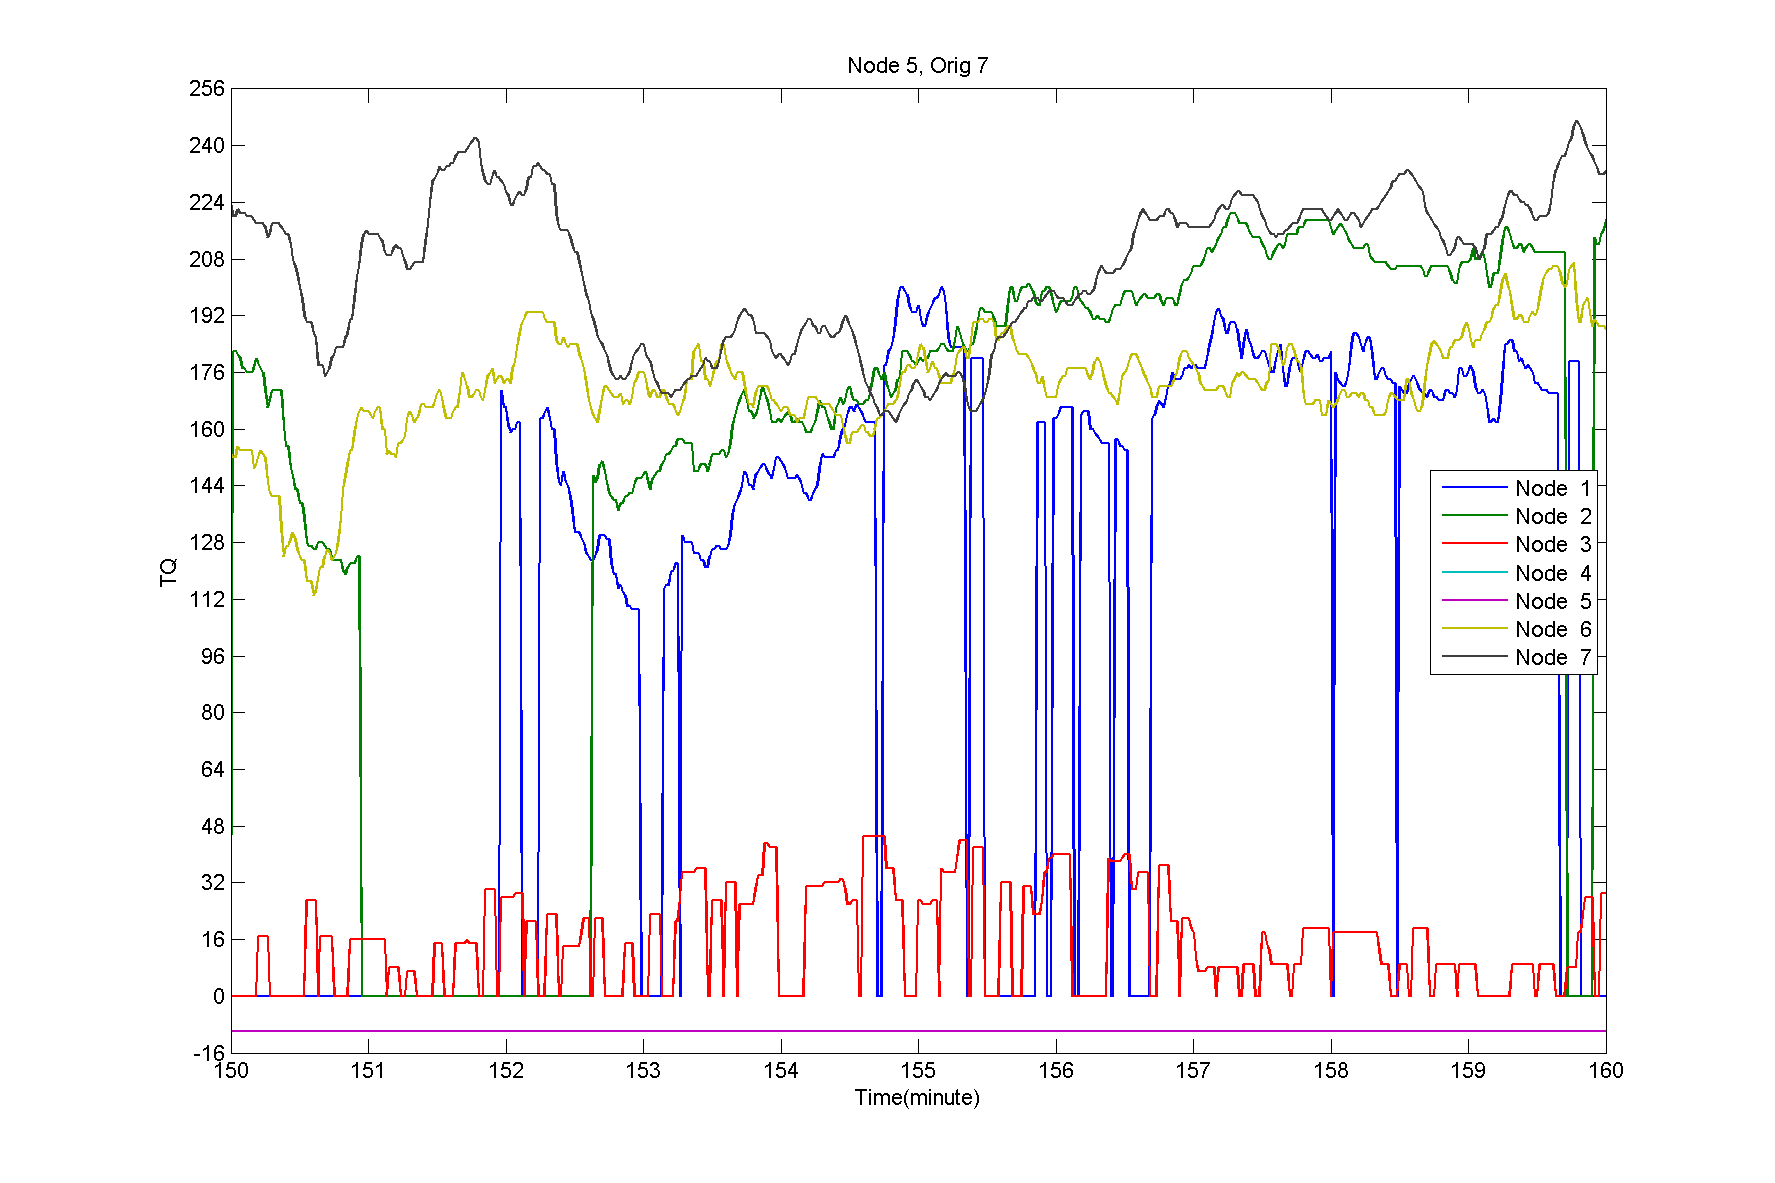 Node 5, Orig 7
256
240
224
208
192
176
160
144
128
112
96
80
64
48
32
16
0
-16
TQ
150 151 152 153 154 155 156 157 158 159 160
Time(minute)
Node 1
Node 2
Node 3
Node 4
Node 5
Node 6
Node 7